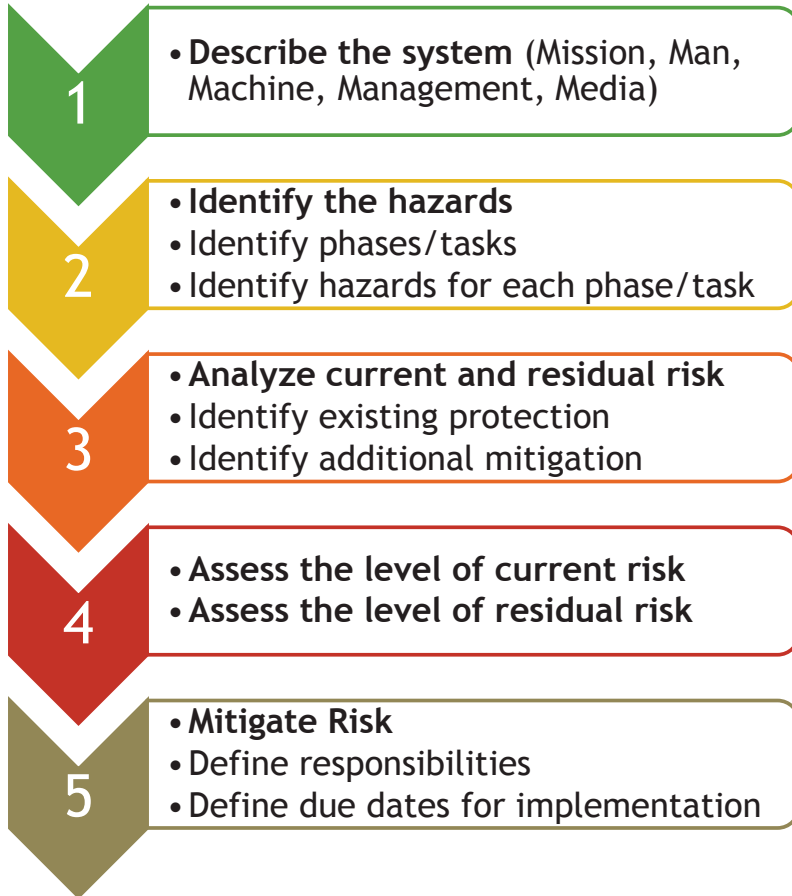 1
• Describe the system (Mission, Man,
Machine, Management, Media)
2
• Identify the hazards
• Identify phases/tasks
• Identify hazards for each phase/task
3
• Analyze current and residual risk
• Identify existing protection
• Identify additional mitigation
4
• Assess the level of current risk
• Assess the level of residual risk
5
• Mitigate Risk
• Define responsibilities
• Define due dates for implementation